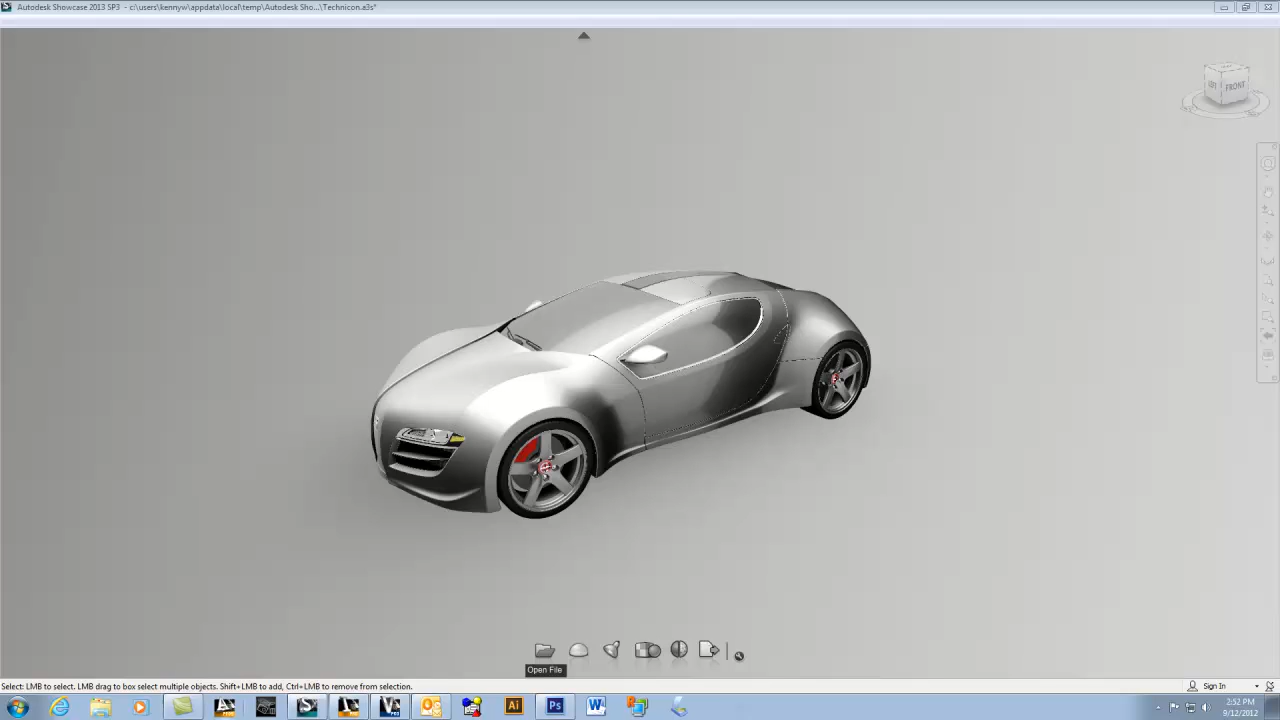 Autodesk Showcase 2013 SP3 - c:\users\kennyw\appdata\local\temp\Autodesk Sho...\Technicon.a3s*
FRONT
Open File
Select: LMB to select. LMB drag to box select multiple objects. Shift+LMB to add, Ctrl+LMB to remove from selection.
Sign In
Ai
Ps
W
2:52 PM
9/12/2012